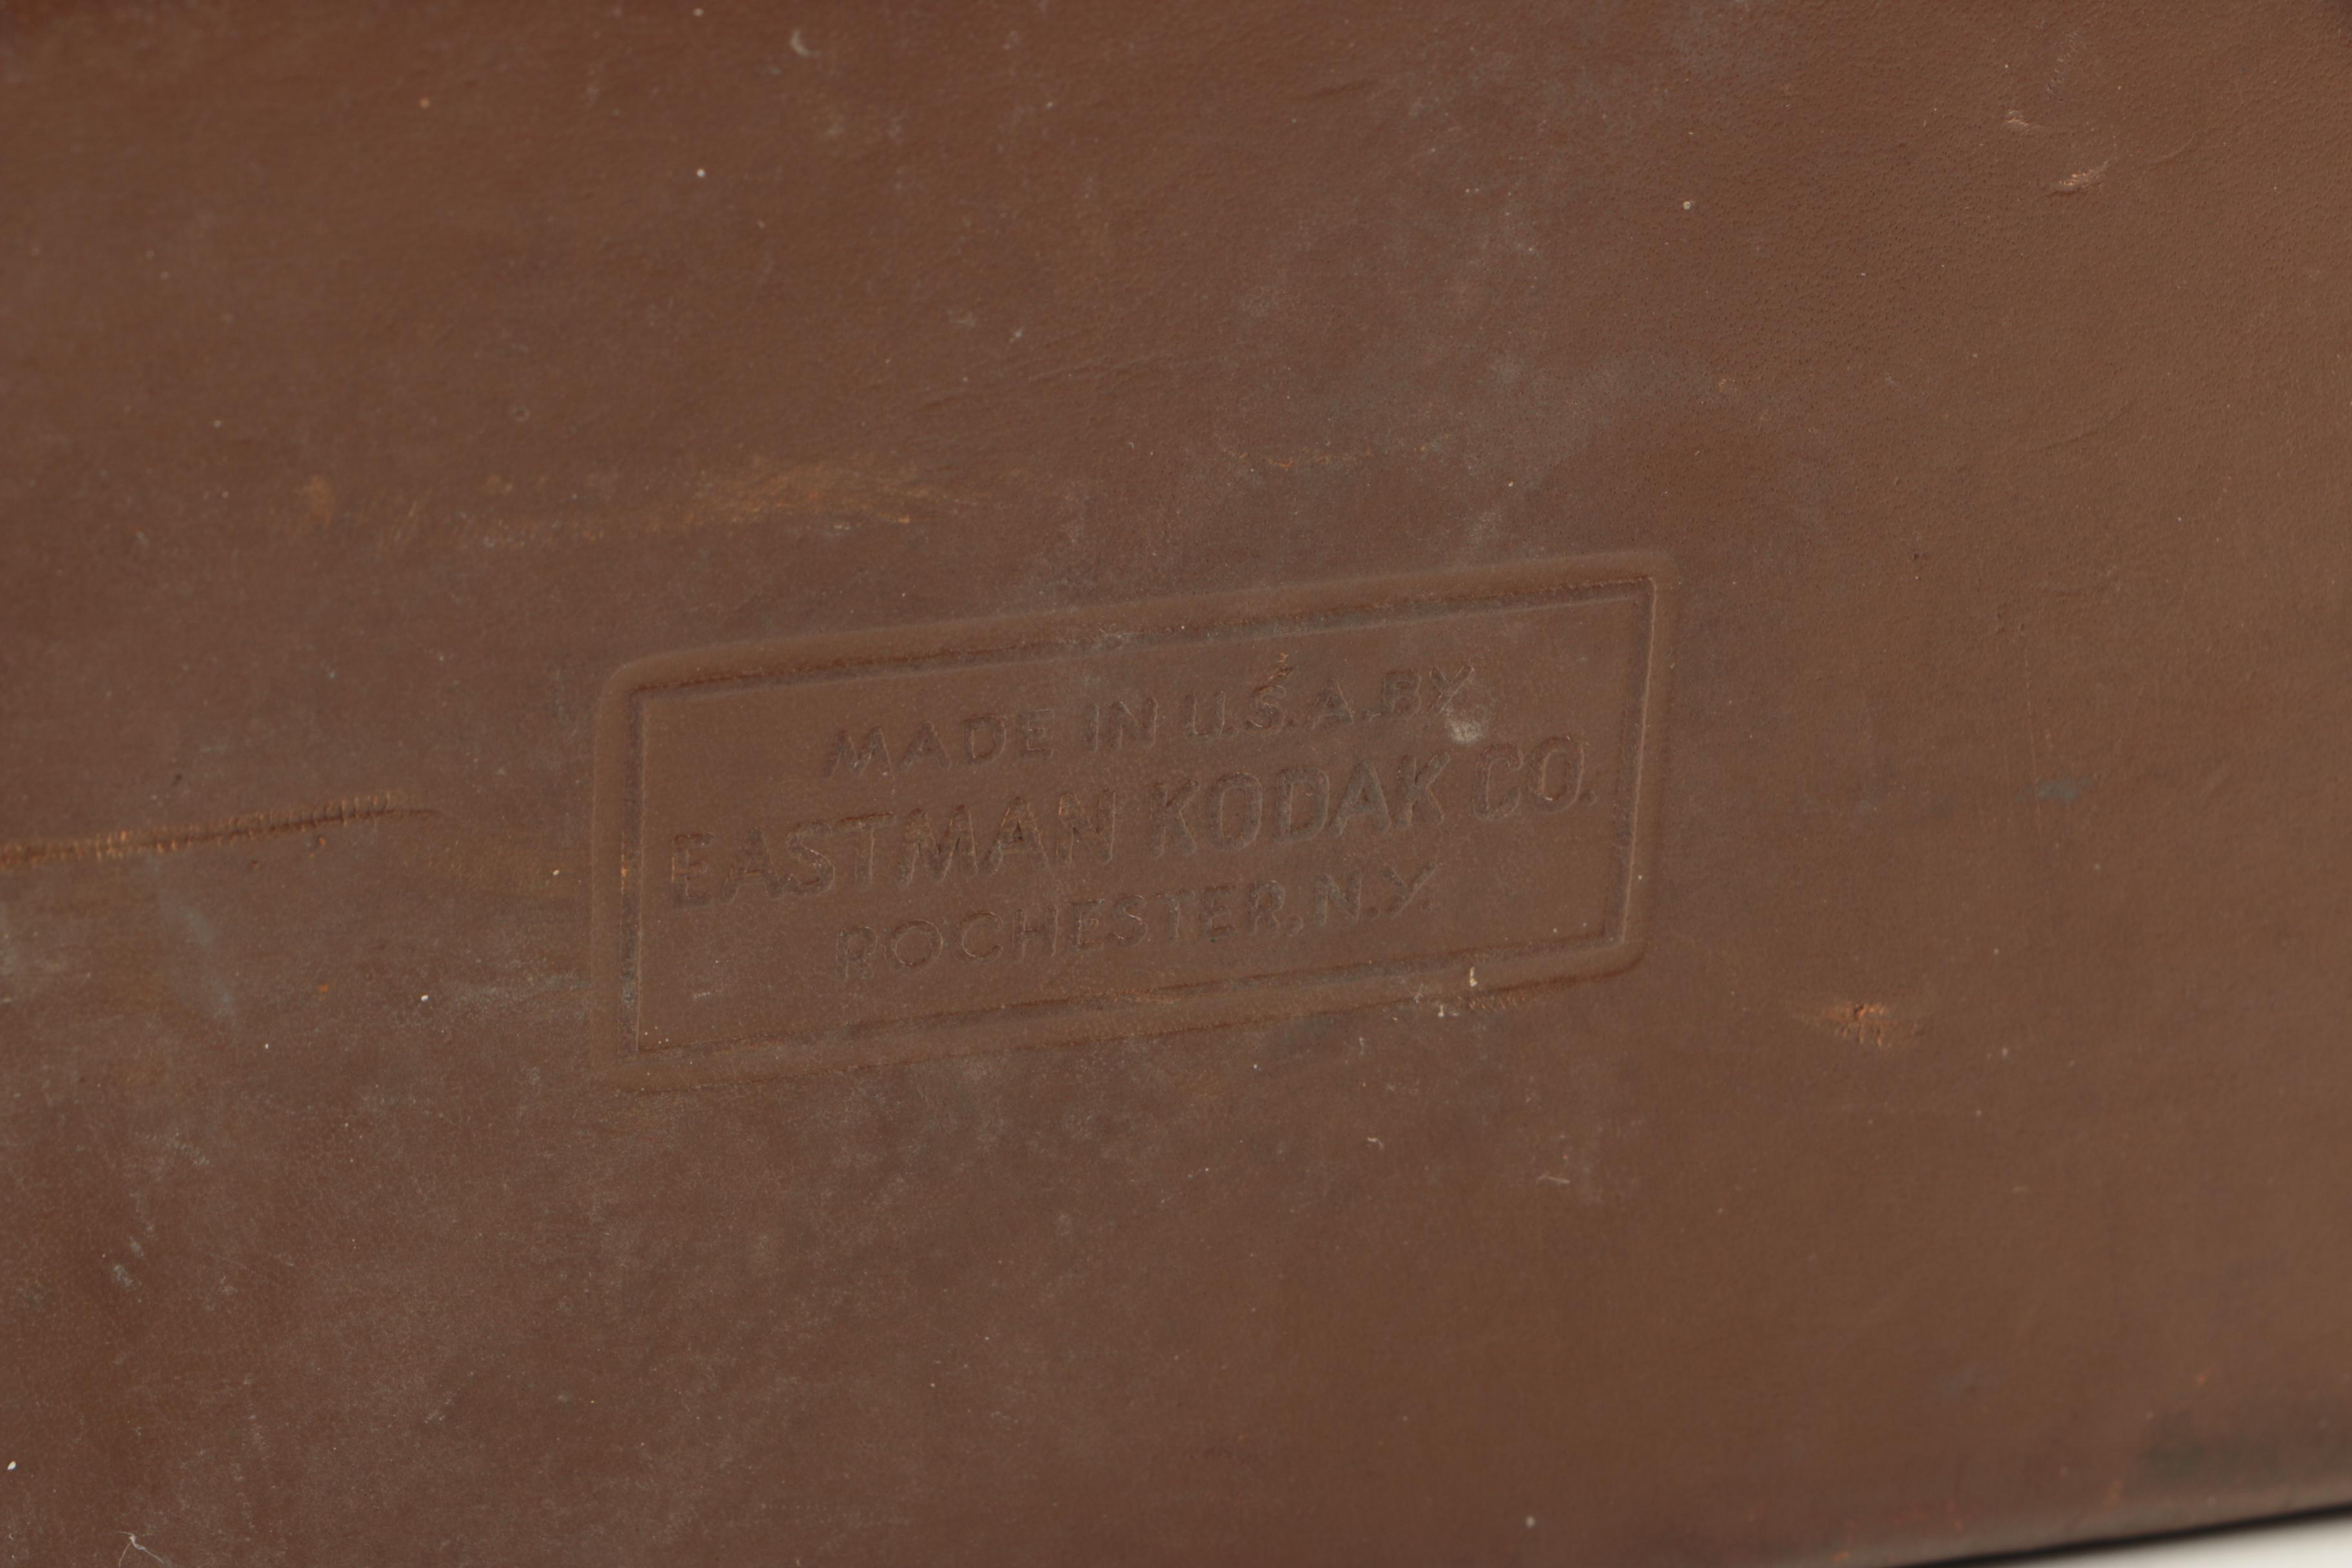 MADE IN U.S.A. BY
EASTMAN KODAK CO.
ROCHESTER, N.Y.